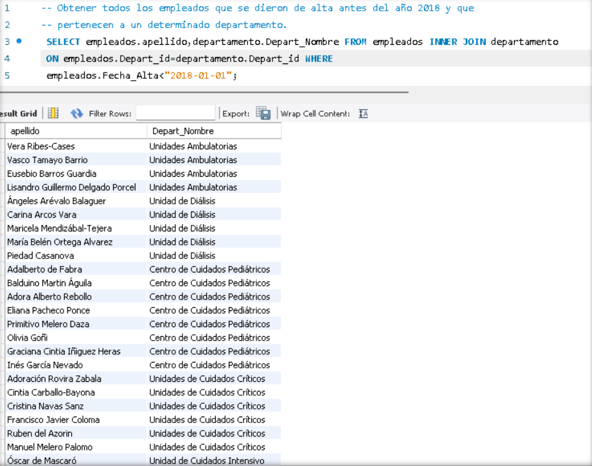 1 -- Obtener todos los empleados que se dieron de alta antes del año 2018 y que
2 -- pertenecen a un determinado departamento.
3 SELECT empleados.apellido,departamento.Depart_Nombre FROM empleados INNER JOIN departamento
4 ON empleados.Depart_id=departamento.Depart_id WHERE
5 empleados.Fecha_Alta<"2018-01-01";
esult Grid Filter Rows: Export: Wrap Cell Content:
apellido Depart_Nombre
Vera Ribes-Cases Unidades Ambulatorias
Vasco Tamayo Barrio Unidades Ambulatorias
Eusebio Barros Guardia Unidades Ambulatorias
Lisandro Guillermo Delgado Porcel Unidades Ambulatorias
Ángeles Arévalo Balaguer Unidad de Diálisis
Carina Arcos Vara Unidad de Diálisis
Maricela Mendizábal-Tejera Unidad de Diálisis
María Belén Ortega Alvarez Unidad de Diálisis
Piedad Casanova Unidad de Diálisis
Adalberto de Fabra Centro de Cuidados Pediátricos
Balduino Martin Águila Centro de Cuidados Pediátricos
Adora Alberto Rebollo Centro de Cuidados Pediátricos
Eliana Pacheco Ponce Centro de Cuidados Pediátricos
Primitivo Melero Daza Centro de Cuidados Pediátricos
Olivia Goñi Centro de Cuidados Pediátricos
Graciana Cintia Iñiguez Heras Centro de Cuidados Pediátricos
Inés García Nevado Centro de Cuidados Pediátricos
Adoración Rovira Zabala Unidades de Cuidados Críticos
Cintia Carballo-Bayona Unidades de Cuidados Críticos
Cristina Navas Sanz Unidades de Cuidados Críticos
Francisco Javier Coloma Unidades de Cuidados Críticos
Ruben del Azorin Unidades de Cuidados Críticos
Manuel Melero Palomo Unidades de Cuidados Críticos
Óscar de Mascaró Unidad de Cuidados Intensivo